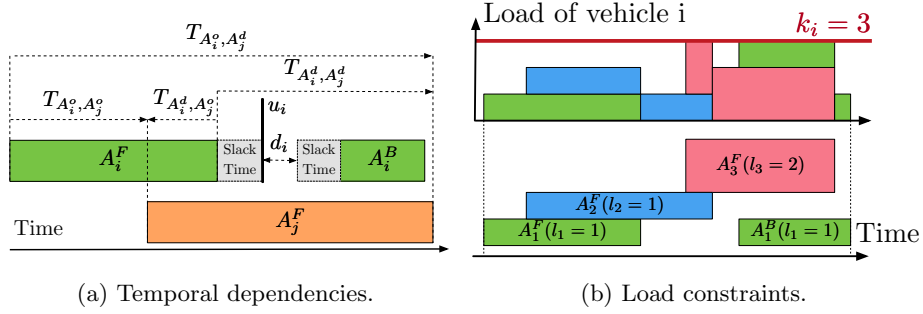 T_{A_i^o, A_j^d}
T_{A_i^d, A_j^d}
T_{A_i^o, A_j^o}
T_{A_i^d, A_j^o}
u_i
d_i
A_i^F
Slack
Time
Slack
Time
A_i^B
A_j^F
Time
(a) Temporal dependencies.
Load of vehicle i
k_i = 3
A_3^F(l_3 = 2)
A_2^F(l_2 = 1)
A_1^F(l_1 = 1)
A_1^B(l_1 = 1)
Time
(b) Load constraints.